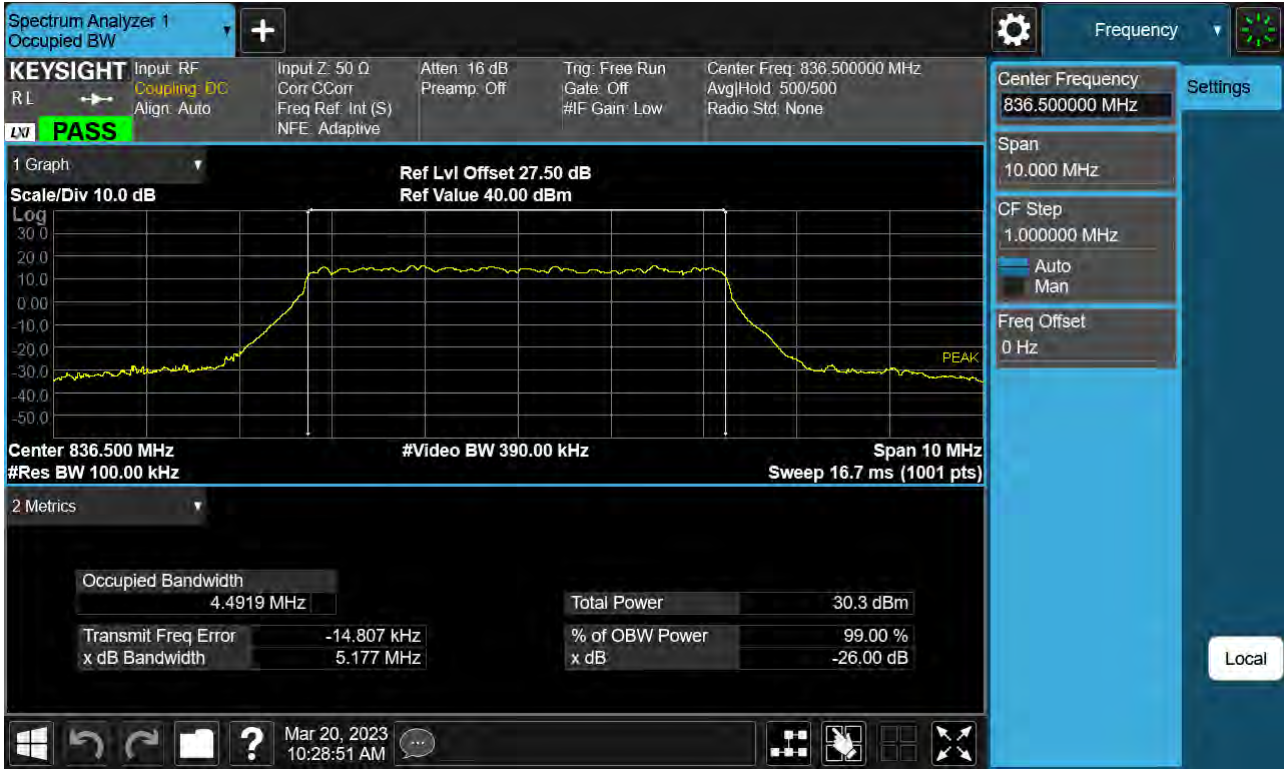 Spectrum Analyzer 1
Occupied BW
Frequency
KEYSIGHT
RL
LXI
PASS
Input: RF
Coupling: DC
Align: Auto
Input Z: 50 Ω
Corr CCorr
Freq Ref: Int (S)
NFE: Adaptive
Atten: 16 dB
Preamp: Off
Trig: Free Run
Gate: Off
#IF Gain: Low
Center Freq: 836.500000 MHz
Avg|Hold: 500/500
Radio Std: None
Center Frequency
836.500000 MHz
Settings
Span
10.000 MHz
CF Step
1.000000 MHz
Auto
Man
Freq Offset
0 Hz
1 Graph
Scale/Div 10.0 dB
Ref Lvl Offset 27.50 dB
Ref Value 40.00 dBm
Log
30.0
20.0
10.0
0.00
-10.0
-20.0
-30.0
-40.0
-50.0
PEAK
Center 836.500 MHz
#Video BW 390.00 kHz
Span 10 MHz
#Res BW 100.00 kHz
Sweep 16.7 ms (1001 pts)
2 Metrics
Occupied Bandwidth
4.4919 MHz
Total Power 30.3 dBm
Transmit Freq Error -14.807 kHz
% of OBW Power 99.00 %
x dB Bandwidth 5.177 MHz
x dB -26.00 dB
Local
?
Mar 20, 2023
10:28:51 AM